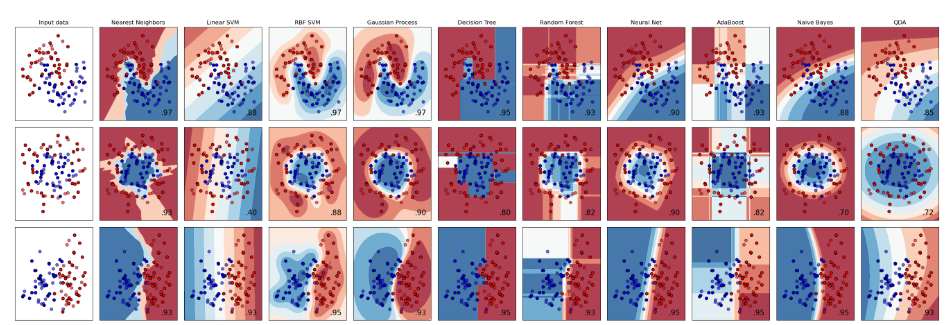 Input data Nearest Neighbors Linear SVM RBF SVM Gaussian Process Decision Tree Random Forest Neural Net AdaBoost Naive Bayes QDA
.97 .88 .97 .97 .95 .93 .90 .93 .88 .85
.93 .40 .88 .90 .80 .82 .90 .82 .70 .72
.93 .93 .95 .93 .95 .95 .95 .95 .95 .93